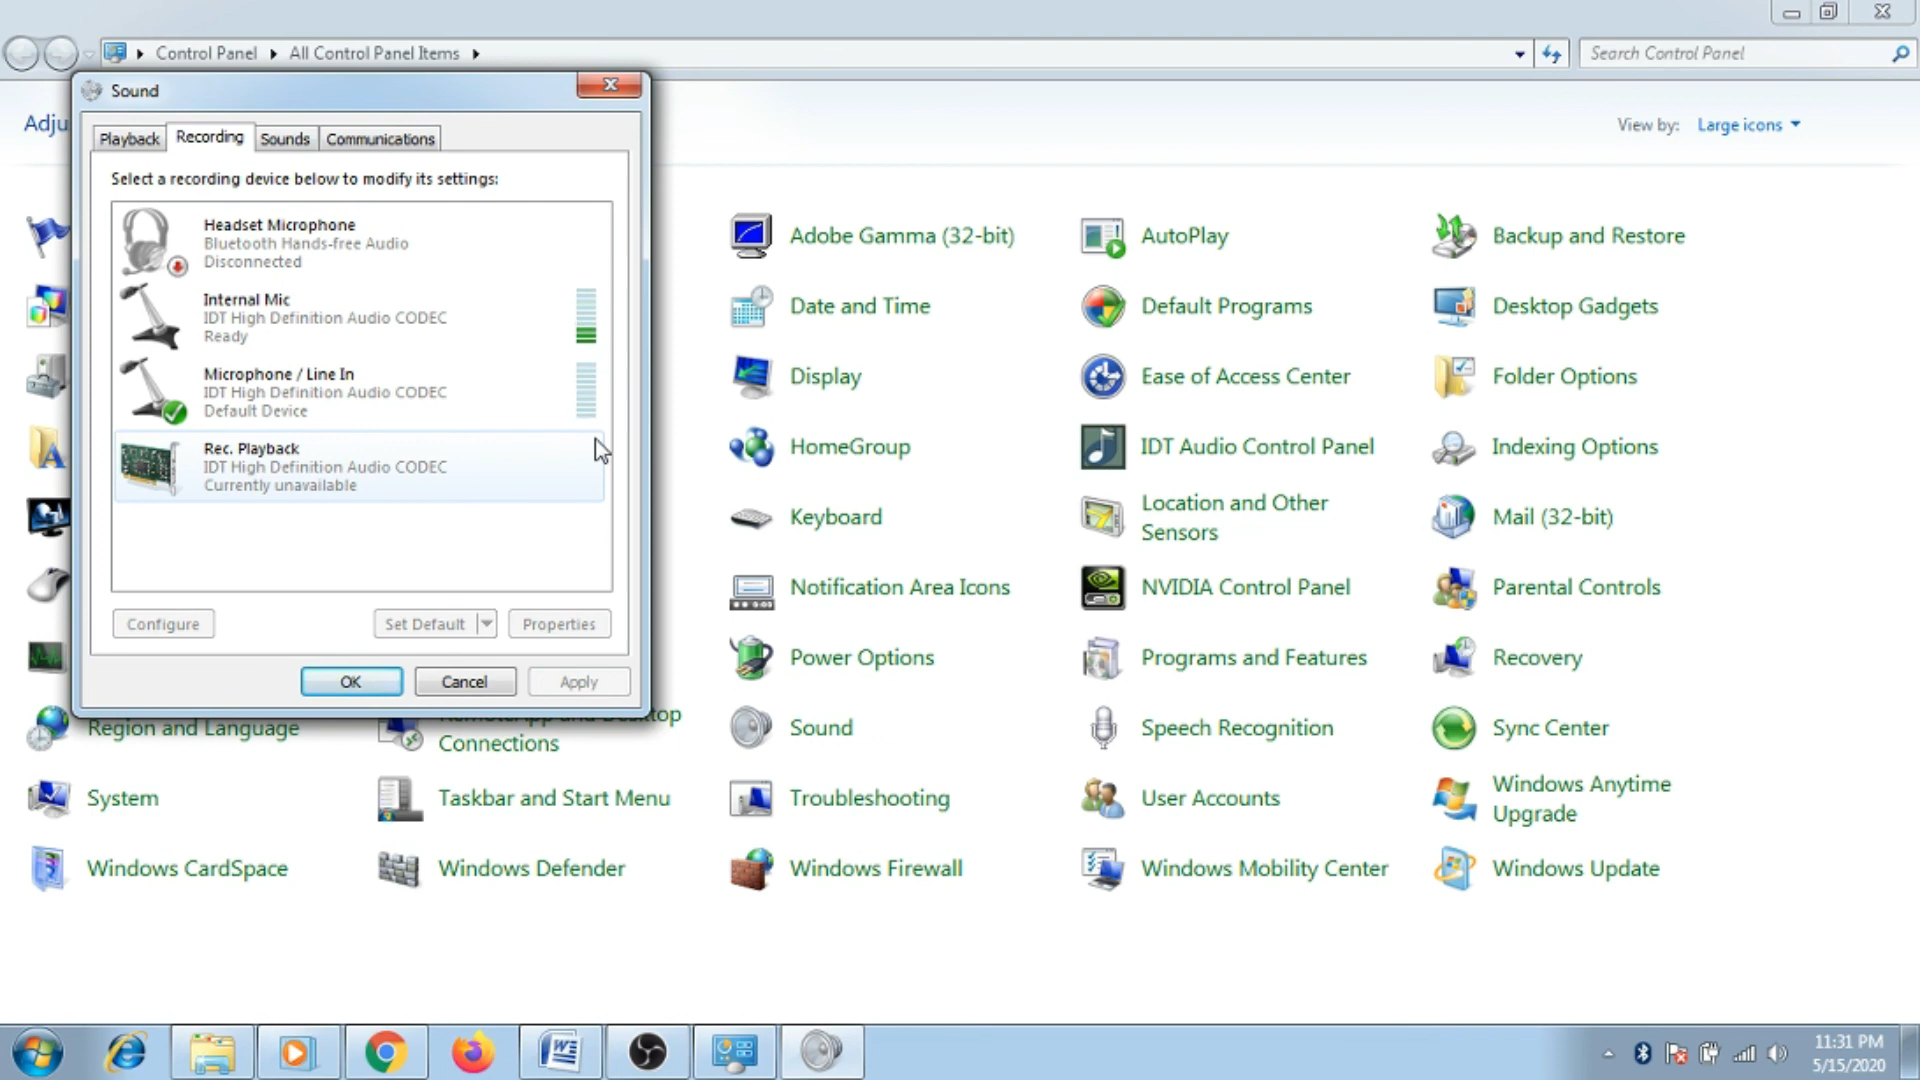 Control Panel
All Control Panel Items
Search Control Panel
Sound
Adju
View by:
Large icons
Playback
Recording
Sounds
Communications
Select a recording device below to modify its settings:
Headset Microphone
Bluetooth Hands-free Audio
Disconnected
Internal Mic
IDT High Definition Audio CODEC
Ready
Microphone / Line In
IDT High Definition Audio CODEC
Default Device
Rec. Playback
IDT High Definition Audio CODEC
Currently unavailable
Configure
Set Default
Properties
OK
Cancel
Apply
Adobe Gamma (32-bit)
AutoPlay
Backup and Restore
Date and Time
Default Programs
Desktop Gadgets
Display
Ease of Access Center
Folder Options
HomeGroup
IDT Audio Control Panel
Indexing Options
Keyboard
Location and Other
Sensors
Mail (32-bit)
Notification Area Icons
NVIDIA Control Panel
Parental Controls
Power Options
Programs and Features
Recovery
Region and Language
RemoteApp and Desktop
Connections
Sound
Speech Recognition
Sync Center
System
Taskbar and Start Menu
Troubleshooting
User Accounts
Windows Anytime
Upgrade
Windows CardSpace
Windows Defender
Windows Firewall
Windows Mobility Center
Windows Update
11:31 PM
5/15/2020